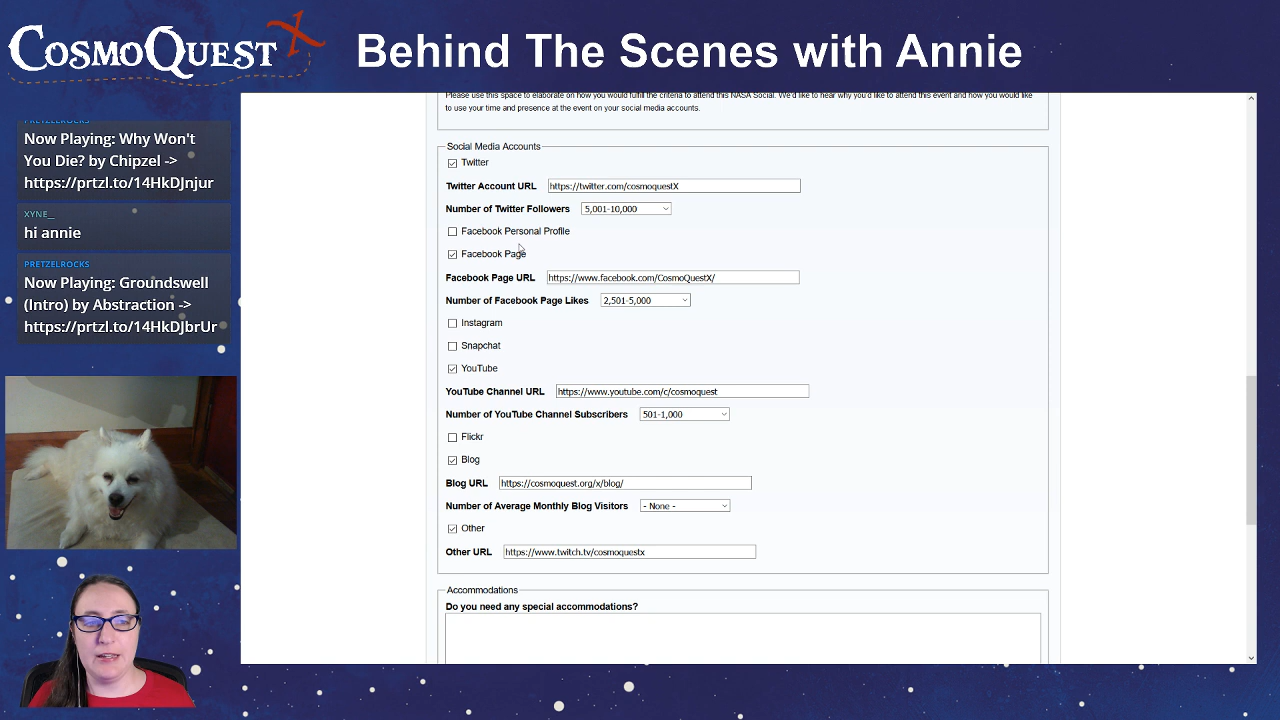 COSMOQUEST X
Behind The Scenes with Annie
PRETZELROCKS
Now Playing: Why Won't
You Die? by Chipzel ->
https://prtzl.to/14HkDJnjur
XYNE__
hi annie
PRETZELROCKS
Now Playing: Groundswell
(Intro) by Abstraction ->
https://prtzl.to/14HkDJbrUr
Please use this space to elaborate on how you would fulfill the criteria to attend this NASA Social. We'd like to hear why you'd like to attend this event and how you would like
to use your time and presence at the event on your social media accounts.
Social Media Accounts
Twitter
Twitter Account URL https://twitter.com/cosmoquestX
Number of Twitter Followers 5,001-10,000
Facebook Personal Profile
Facebook Page
Facebook Page URL https://www.facebook.com/CosmoQuestX/
Number of Facebook Page Likes 2,501-5,000
Instagram
Snapchat
YouTube
YouTube Channel URL https://www.youtube.com/c/cosmoquest
Number of YouTube Channel Subscribers 501-1,000
Flickr
Blog
Blog URL https://cosmoquest.org/x/blog/
Number of Average Monthly Blog Visitors - None -
Other
Other URL https://www.twitch.tv/cosmoquestx
Accommodations
Do you need any special accommodations?